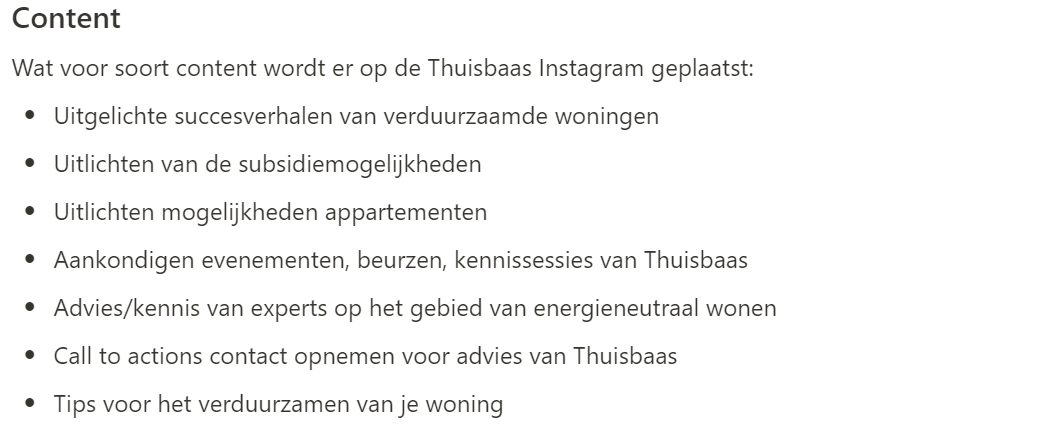 Content
Wat voor soort content wordt er op de Thuisbaas Instagram geplaatst:
• Uitgelichte succesverhalen van verduurzaamde woningen
• Uitlichten van de subsidiemogelijkheden
• Uitlichten mogelijkheden appartementen
• Aankondigen evenementen, beurzen, kennissessies van Thuisbaas
• Advies/kennis van experts op het gebied van energieneutraal wonen
• Call to actions contact opnemen voor advies van Thuisbaas
• Tips voor het verduurzamen van je woning